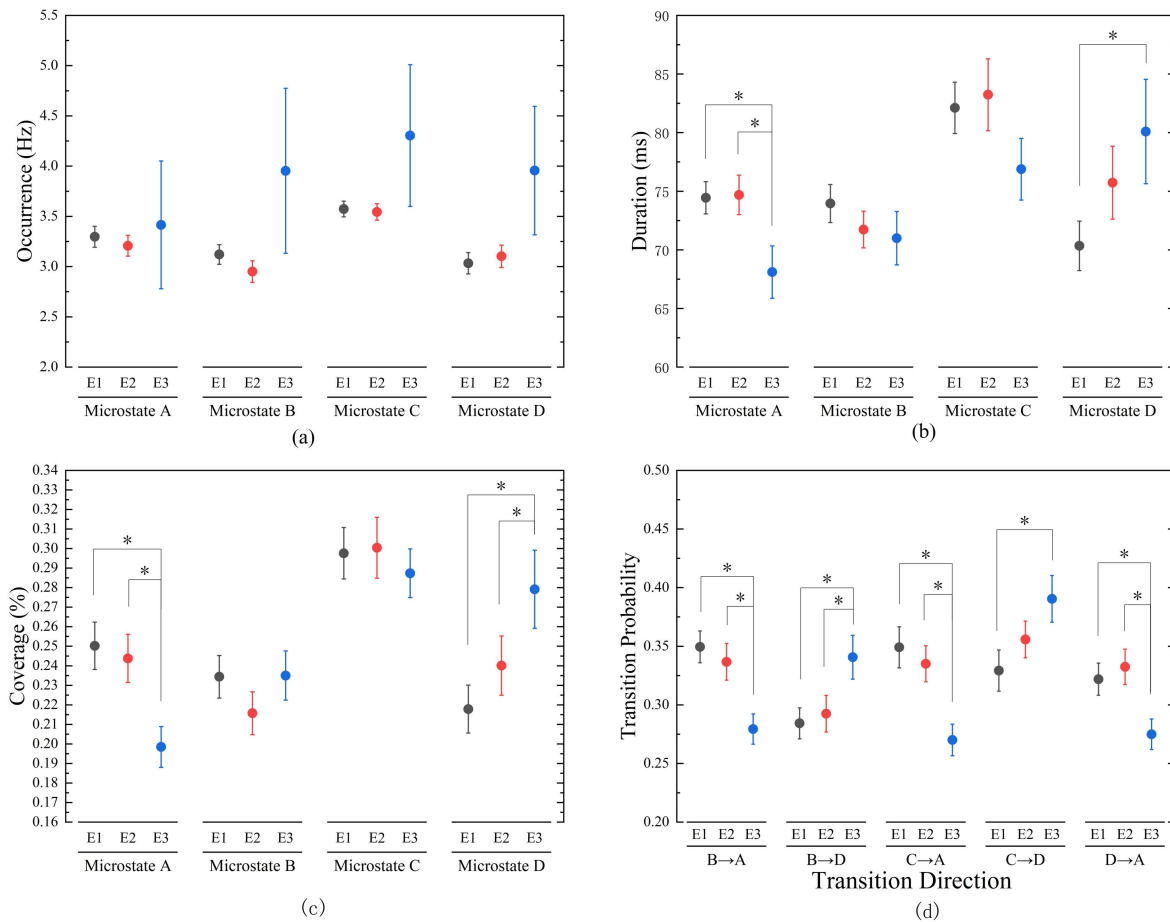 Occurrence (Hz)
5.5
5.0
4.5
4.0
3.5
3.0
2.5
2.0
E1 E2 E3 E1 E2 E3 E1 E2 E3 E1 E2 E3
Microstate A Microstate B Microstate C Microstate D
(a)
Duration (ms)
90
85
80
75
70
65
60
* * *
E1 E2 E3 E1 E2 E3 E1 E2 E3 E1 E2 E3
Microstate A Microstate B Microstate C Microstate D
(b)
Coverage (%)
0.34
0.33
0.32
0.31
0.30
0.29
0.28
0.27
0.26
0.25
0.24
0.23
0.22
0.21
0.20
0.19
0.18
0.17
0.16
* * * *
E1 E2 E3 E1 E2 E3 E1 E2 E3 E1 E2 E3
Microstate A Microstate B Microstate C Microstate D
(c)
Transition Probability
0.50
0.45
0.40
0.35
0.30
0.25
0.20
* * * * * * * * *
E1 E2 E3 E1 E2 E3 E1 E2 E3 E1 E2 E3 E1 E2 E3
B→A B→D C→A C→D D→A
Transition Direction
(d)